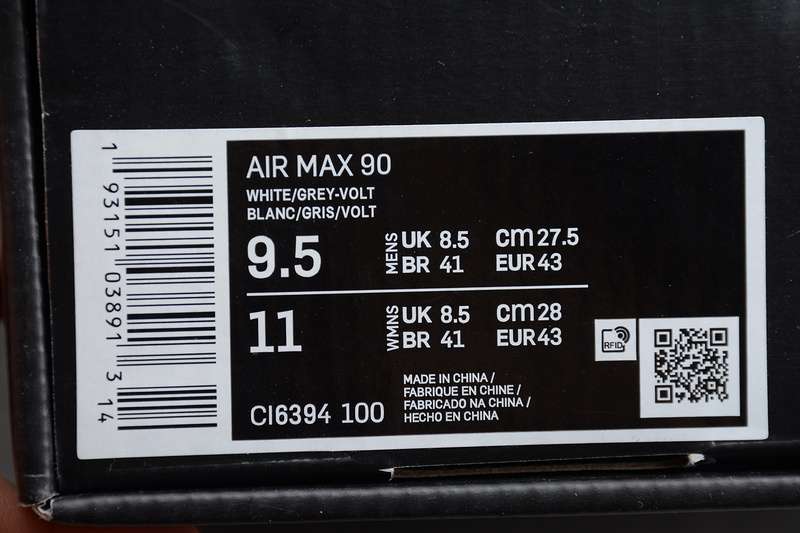 1 93151 03891 3 14
AIR MAX 90
WHITE/GREY-VOLT
BLANC/GRIS/VOLT
9.5
MENS
UK 8.5 cm 27.5
BR 41 EUR 43
11
WMNS
UK 8.5 cm 28
BR 41 EUR 43
RFID
CI6394 100
MADE IN CHINA /
FABRIQUE EN CHINE /
FABRICADO NA CHINA /
HECHO EN CHINA